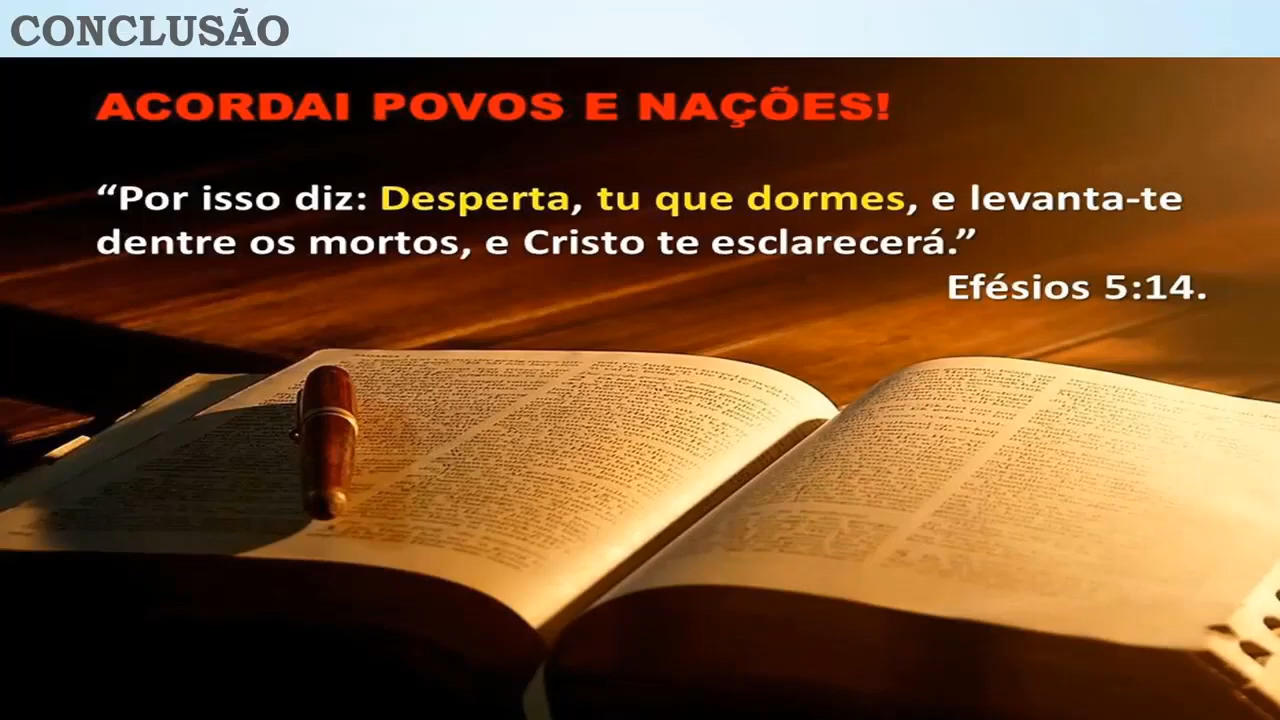 CONCLUSÃO
ACORDAI POVOS E NAÇÕES!
“Por isso diz: Desperta, tu que dormes, e levanta-te
dentre os mortos, e Cristo te esclarecerá.”
Efésios 5:14.